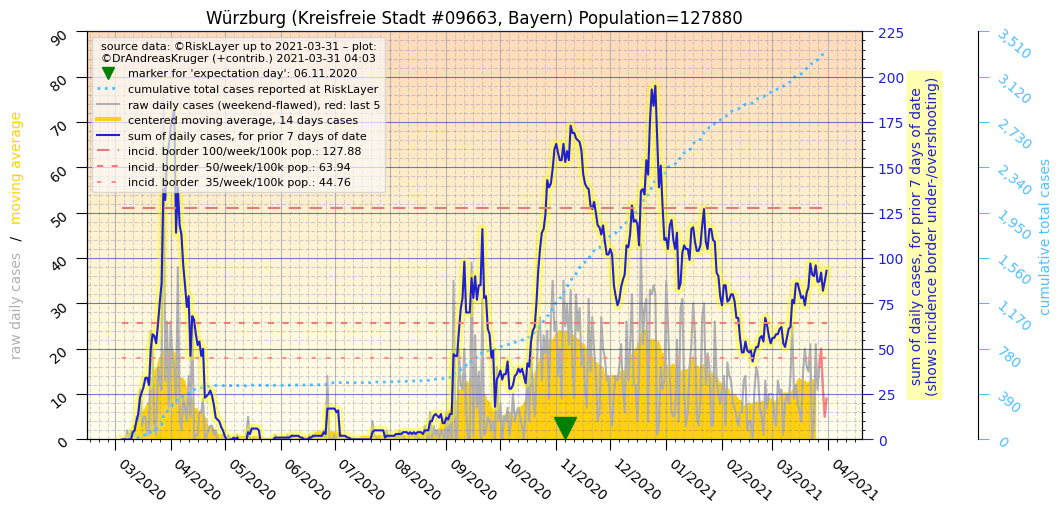 Würzburg (Kreisfreie Stadt #09663, Bayern) Population=127880
source data: ©RiskLayer up to 2021-03-31 – plot:
©DrAndreasKruger (+contrib.) 2021-03-31 04:03
marker for 'expectation day': 06.11.2020
cumulative total cases reported at RiskLayer
raw daily cases (weekend-flawed), red: last 5
centered moving average, 14 days cases
sum of daily cases, for prior 7 days of date
incid. border 100/week/100k pop.: 127.88
incid. border  50/week/100k pop.: 63.94
incid. border  35/week/100k pop.: 44.76
raw daily cases / moving average
90
80
70
60
50
40
30
20
10
0
03/2020
04/2020
05/2020
06/2020
07/2020
08/2020
09/2020
10/2020
11/2020
12/2020
01/2021
02/2021
03/2021
04/2021
225
200
175
150
125
100
75
50
25
0
sum of daily cases, for prior 7 days of date
(shows incidence border under-/overshooting)
3,510
3,120
2,730
2,340
1,950
1,560
1,170
780
390
0
cumulative total cases